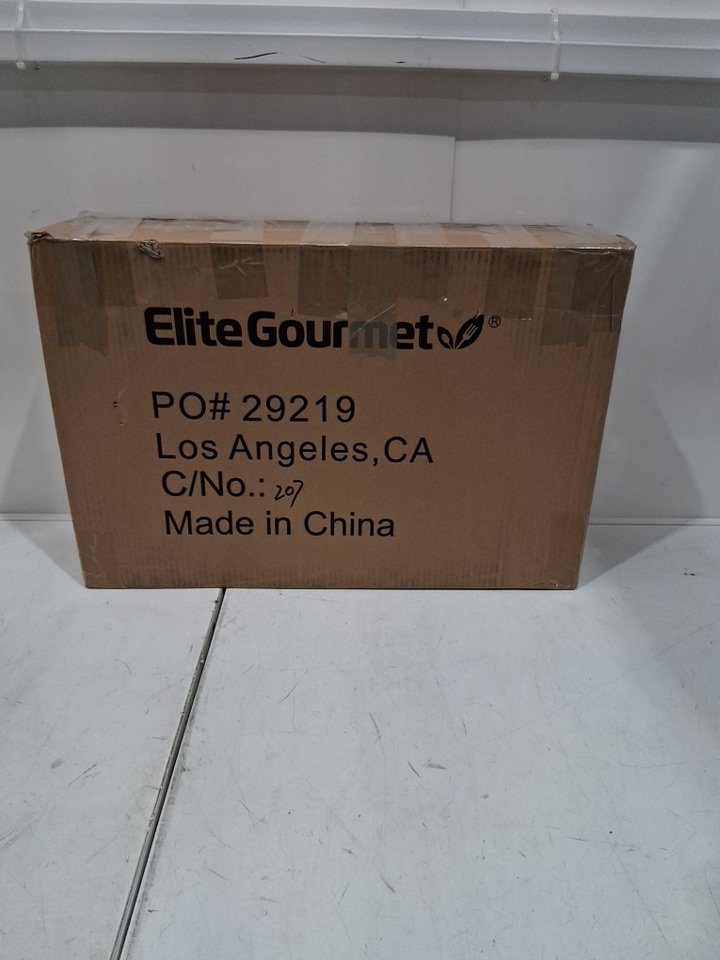 Elite Gourmet®
PO# 29219
Los Angeles,CA
C/No.: 207
Made in China